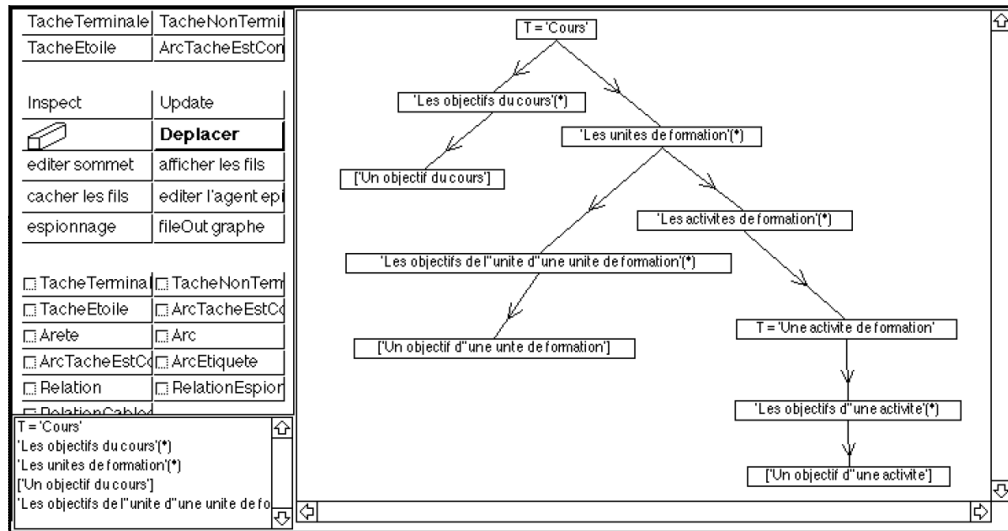 TacheTerminale TacheNonTermi
TacheEtoile ArcTacheEstCon
Inspect Update
Deplacer
editer sommet afficher les fils
cacher les fils editer l'agent epi
espionnage fileOut graphe
TacheTerminal TacheNonTerm
TacheEtoile ArcTacheEstCo
Arete Arc
ArcTacheEstCo ArcEtiquete
Relation RelationEspior
RelationCablee
T = 'Cours'
'Les objectifs du cours'(*)
'Les unites de formation'(*)
['Un objectif du cours']
'Les objectifs de l''unite d''une unite de fo
T = 'Cours'
'Les objectifs du cours'(*)
'Les unites de formation'(*)
['Un objectif du cours']
'Les activites de formation'(*)
'Les objectifs de l''unite d''une unite de formation'(*)
T = 'Une activite de formation'
['Un objectif d''une unte de formation']
'Les objectifs d''une activite'(*)
['Un objectif d''une activite']